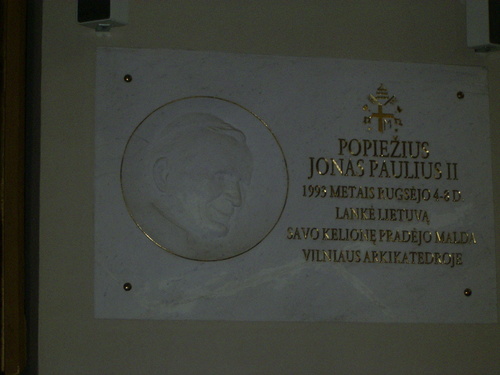 POPIEŽIUS
JONAS PAULIUS II
1993 METAIS RUGSĖJO 4-8 D
LANKĖ LIETUVĄ
SAVO KELIONĘ PRADĖJO MALDA
VILNIAUS ARKIKATEDROJE